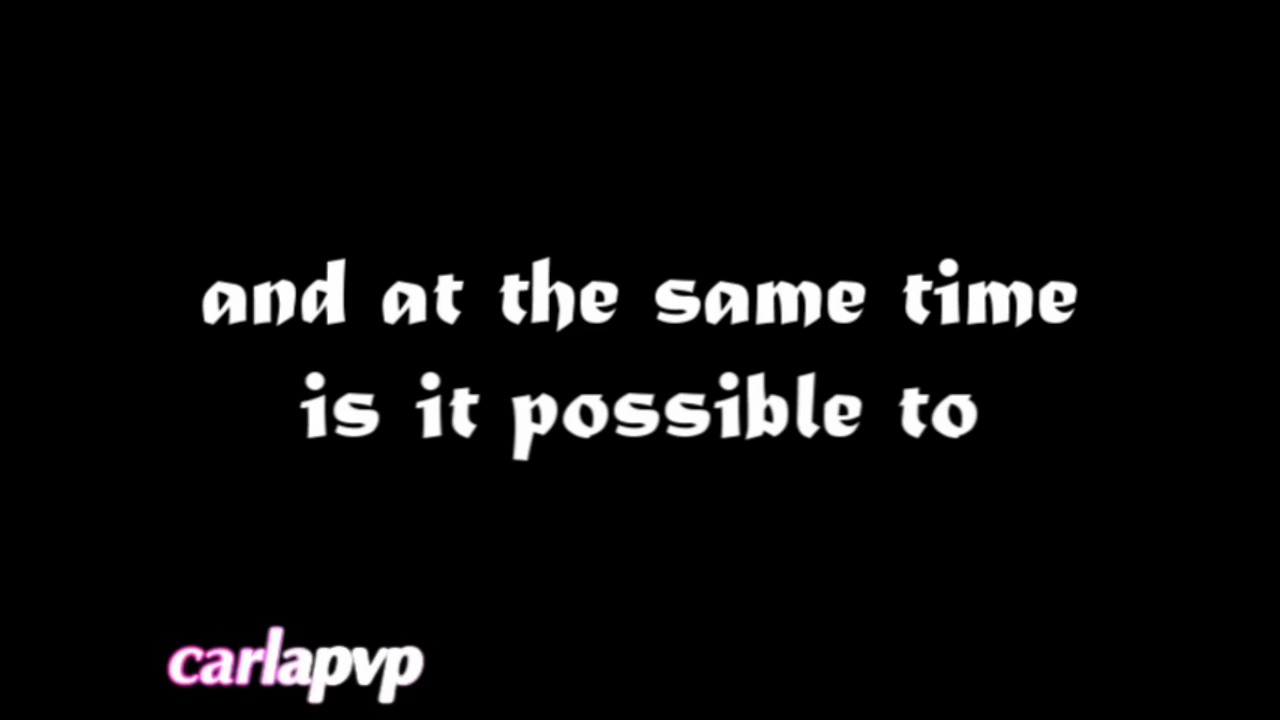 and at the same time
is it possible to
carlapvp